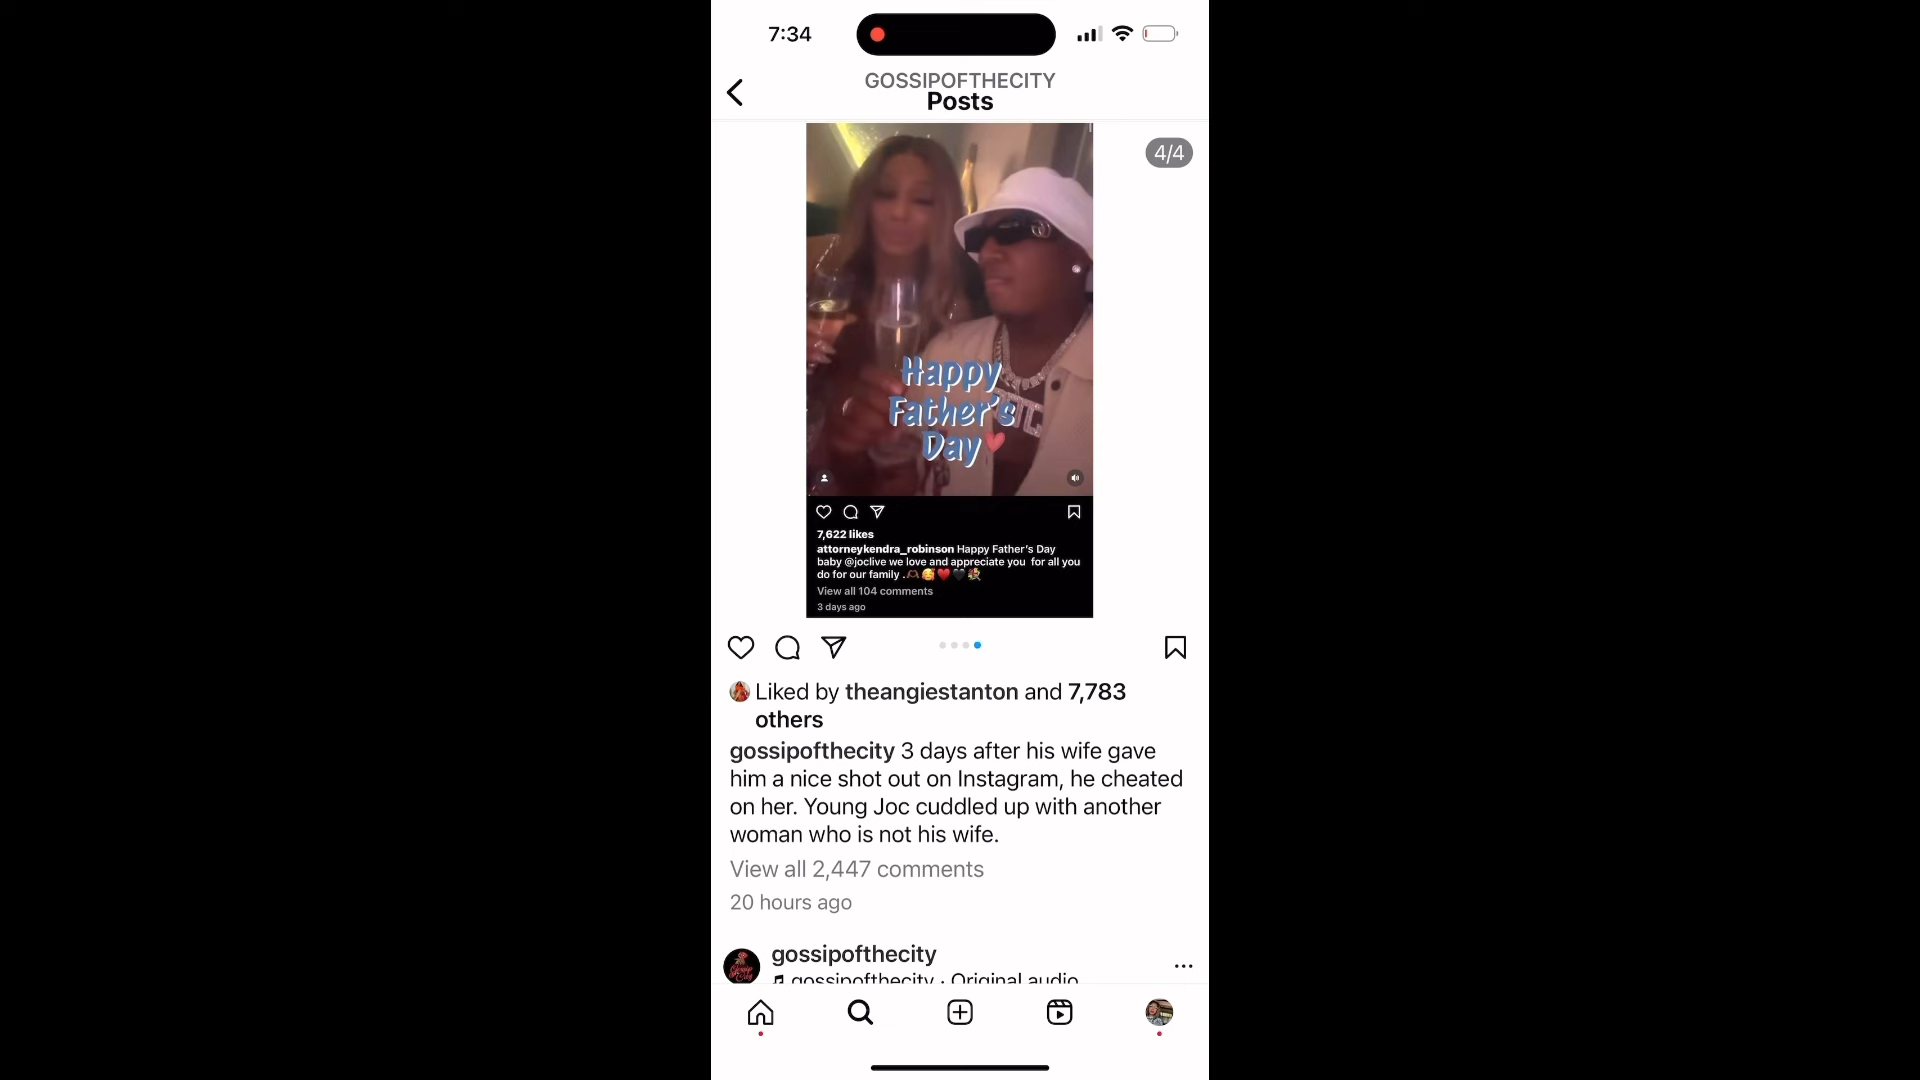 7:34
GOSSIPOFTHECITY
Posts
4/4
Happy
Father's
Day
7,622 likes
attorneykendra_robinson Happy Father's Day
baby @joclive we love and appreciate you for all you
do for our family .🫶🏾🥰❤️🖤💐
View all 104 comments
3 days ago
Liked by theangiestanton and 7,783
others
gossipofthecity 3 days after his wife gave
him a nice shot out on Instagram, he cheated
on her. Young Joc cuddled up with another
woman who is not his wife.
View all 2,447 comments
20 hours ago
gossipofthecity
gossipofthecity · Original audio